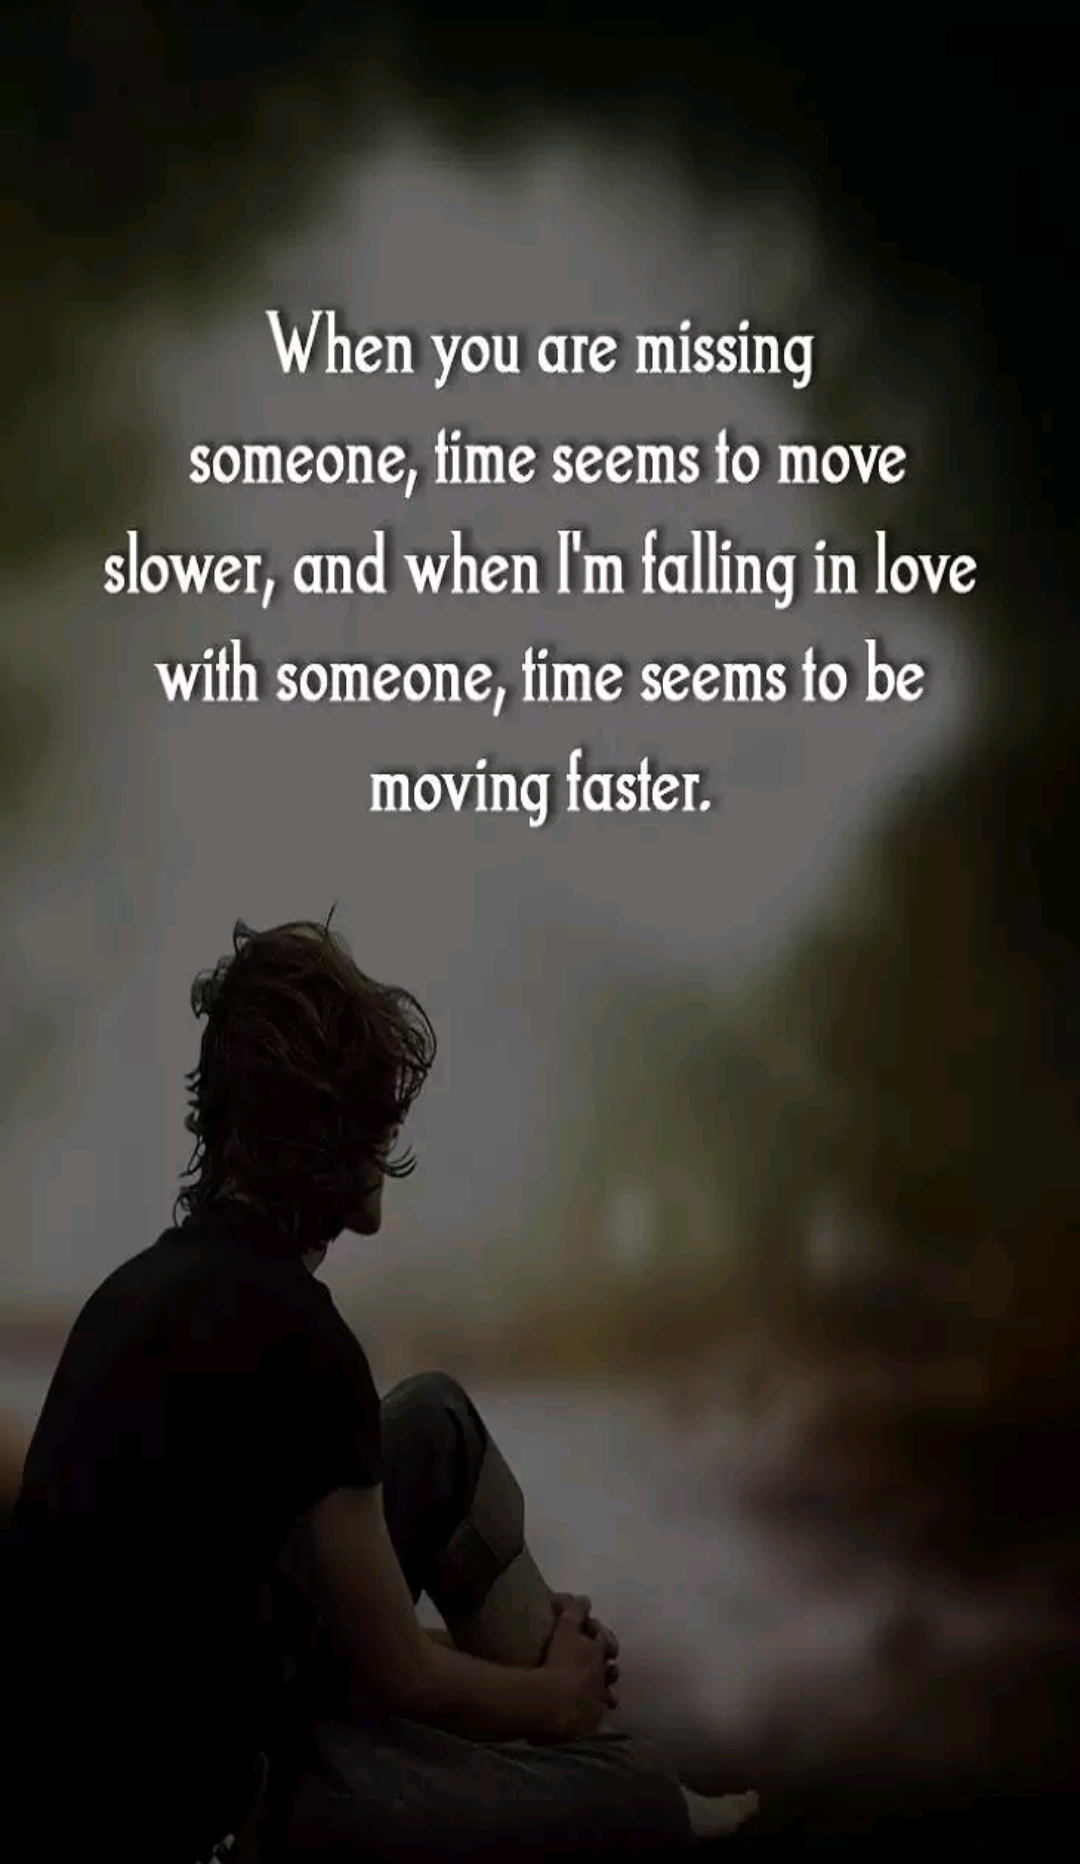 When you are missing
someone, time seems to move
slower, and when I'm falling in love
with someone, time seems to be
moving faster.